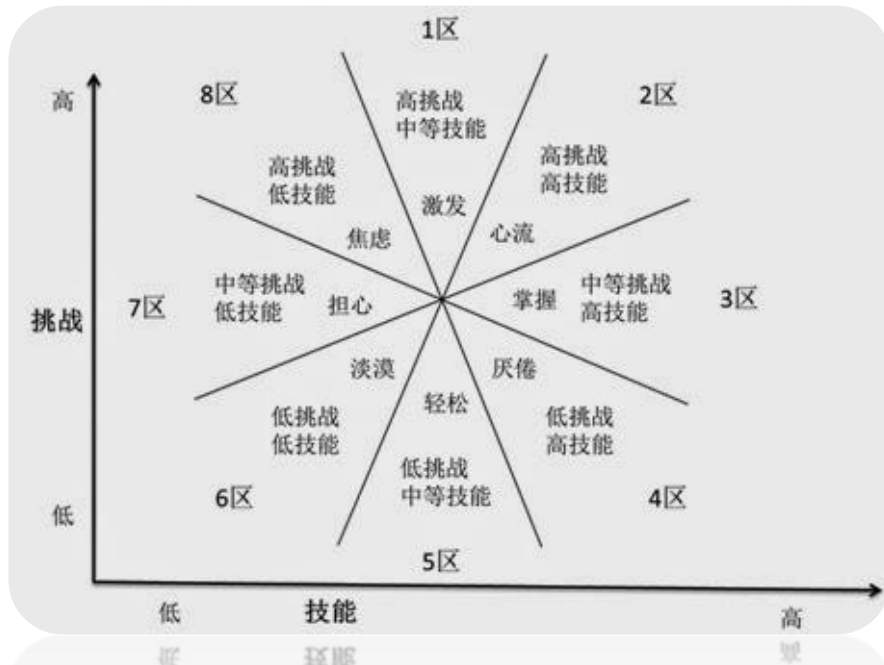 1区
8区
2区
高
高挑战
中等技能
高挑战
低技能
高挑战
高技能
激发
焦虑
心流
7区
中等挑战
低技能
担心
掌握
中等挑战
高技能
3区
挑战
淡漠
厌倦
轻松
低挑战
低技能
低挑战
高技能
低挑战
中等技能
6区
4区
低
5区
低
技能
高